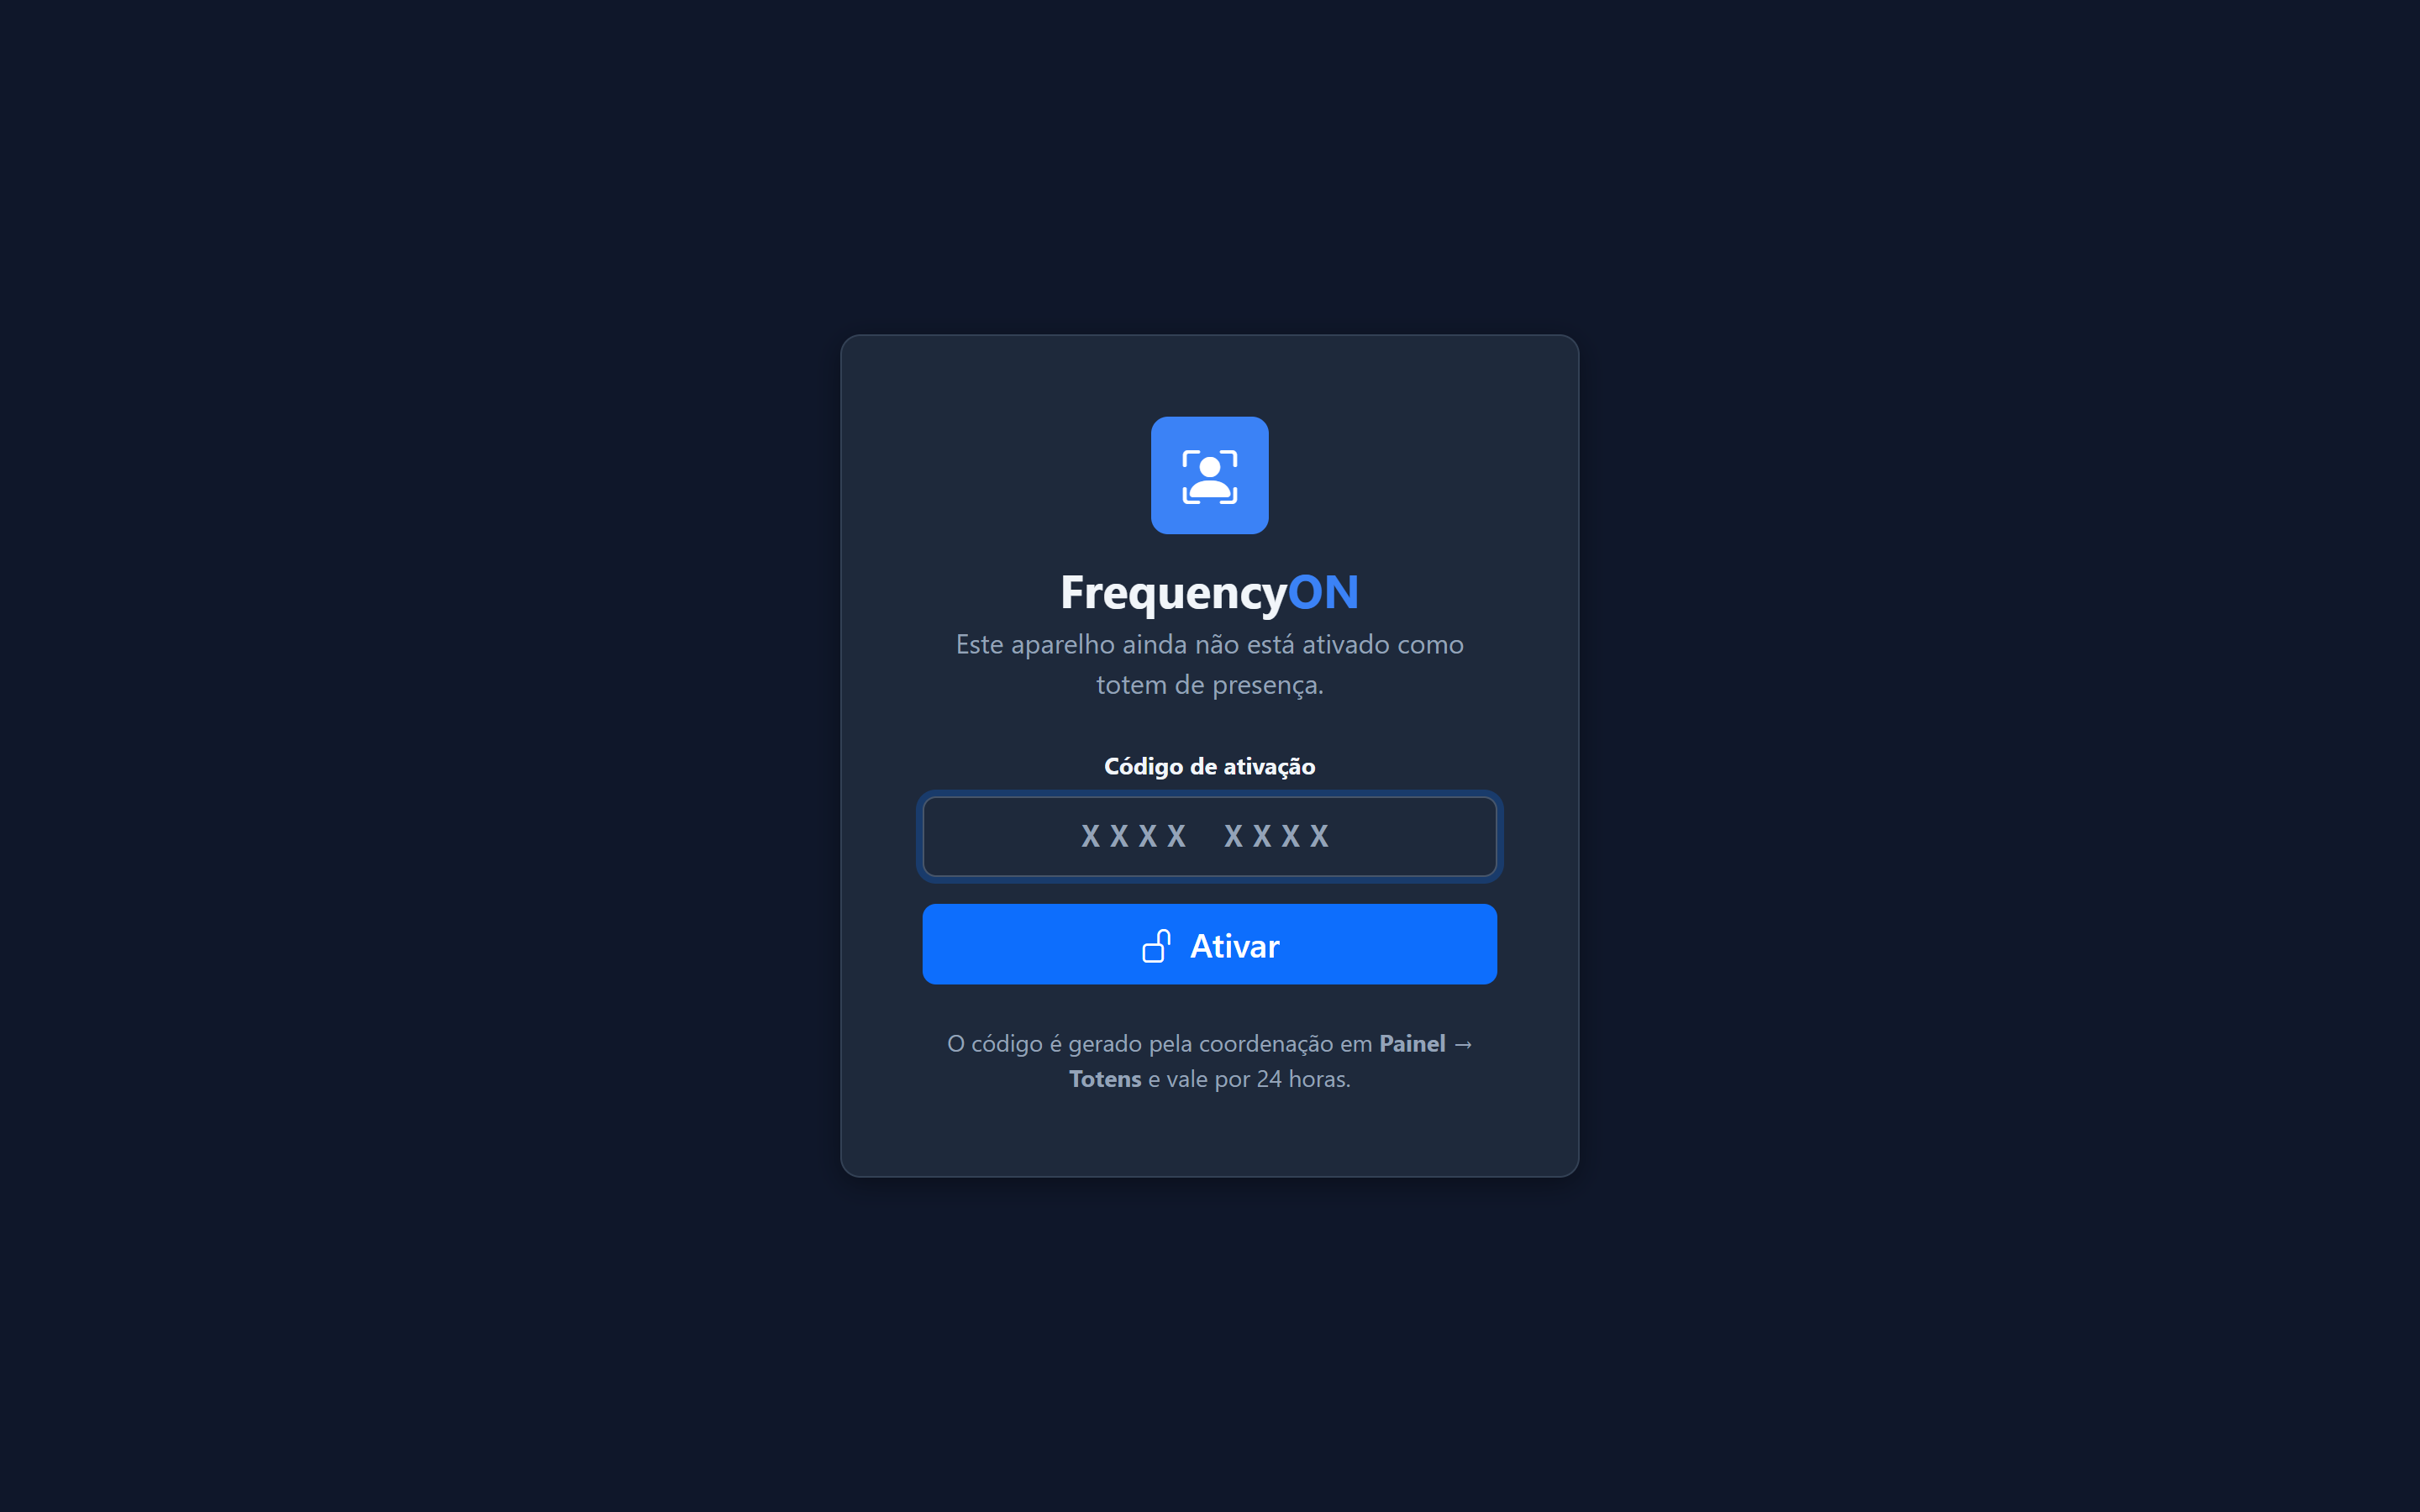 FrequencyON
Este aparelho ainda não está ativado como
totem de presença.
Código de ativação
XXXX XXXX
Ativar
O código é gerado pela coordenação em Painel →
Totens e vale por 24 horas.